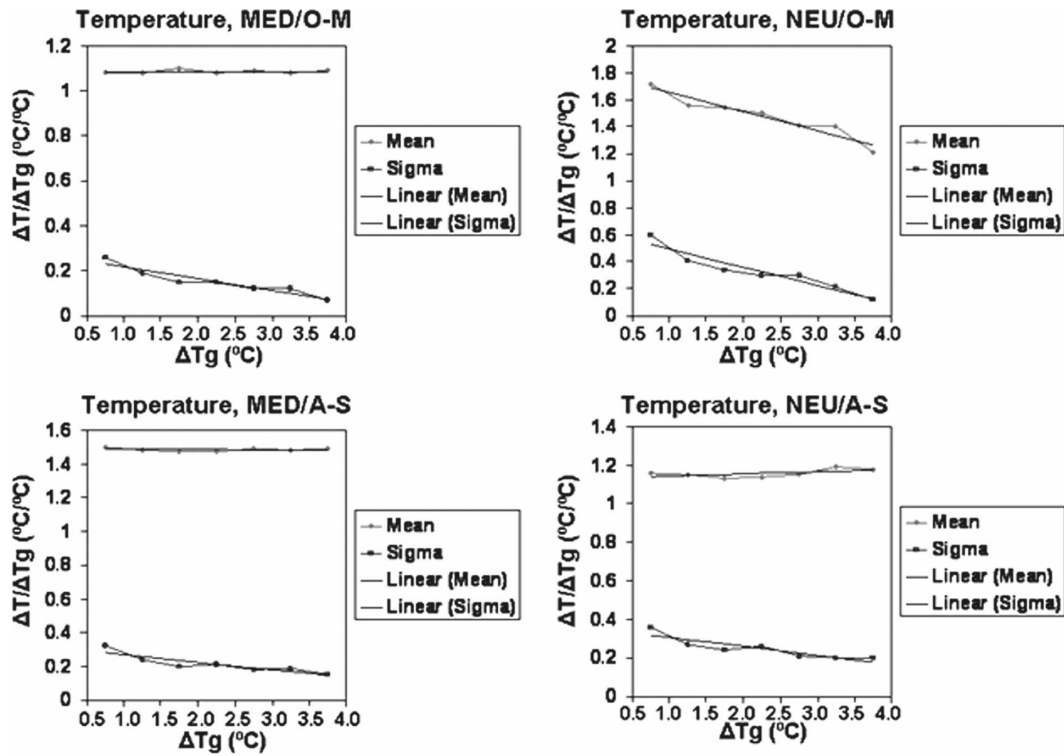 Temperature, MED/O-M
1.2
1
0.8
0.6
0.4
0.2
0
0.5 1.0 1.5 2.0 2.5 3.0 3.5 4.0
ΔT/ΔTg (ºC/ºC)
ΔTg (ºC)
Mean
Sigma
Linear (Mean)
Linear (Sigma)
Temperature, NEU/O-M
2
1.8
1.6
1.4
1.2
1
0.8
0.6
0.4
0.2
0
0.5 1.0 1.5 2.0 2.5 3.0 3.5 4.0
ΔT/ΔTg (ºC/ºC)
ΔTg (ºC)
Mean
Sigma
Linear (Mean)
Linear (Sigma)
Temperature, MED/A-S
1.6
1.4
1.2
1
0.8
0.6
0.4
0.2
0
0.5 1.0 1.5 2.0 2.5 3.0 3.5 4.0
ΔT/ΔTg (ºC/ºC)
ΔTg (ºC)
Mean
Sigma
Linear (Mean)
Linear (Sigma)
Temperature, NEU/A-S
1.4
1.2
1
0.8
0.6
0.4
0.2
0
0.5 1.0 1.5 2.0 2.5 3.0 3.5 4.0
ΔT/ΔTg (ºC/ºC)
ΔTg (ºC)
Mean
Sigma
Linear (Mean)
Linear (Sigma)